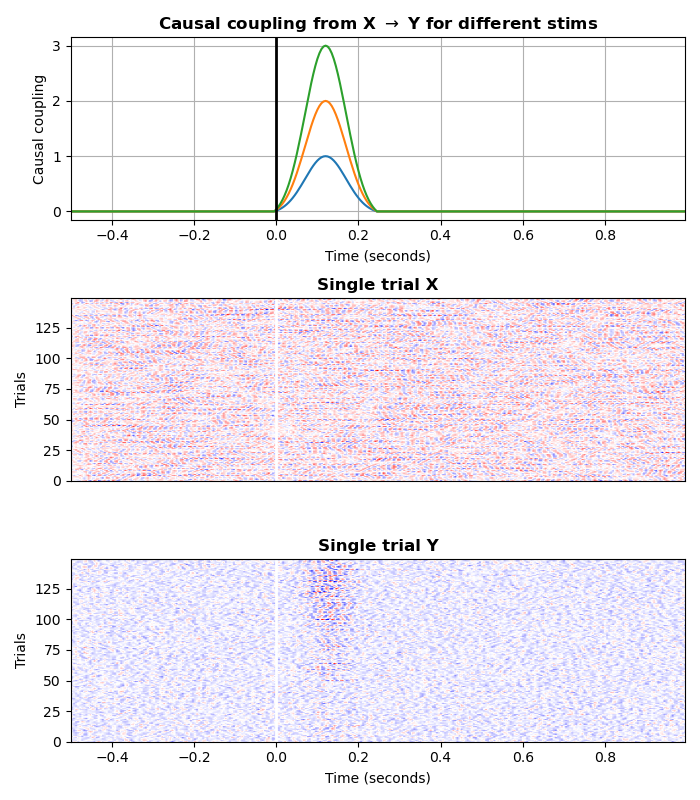 Causal coupling from X → Y for different stims
3
2
1
0
Causal coupling
−0.4 −0.2 0.0 0.2 0.4 0.6 0.8
Time (seconds)
Single trial X
125
100
75
50
25
0
Trials
Single trial Y
125
100
75
50
25
0
Trials
−0.4 −0.2 0.0 0.2 0.4 0.6 0.8
Time (seconds)